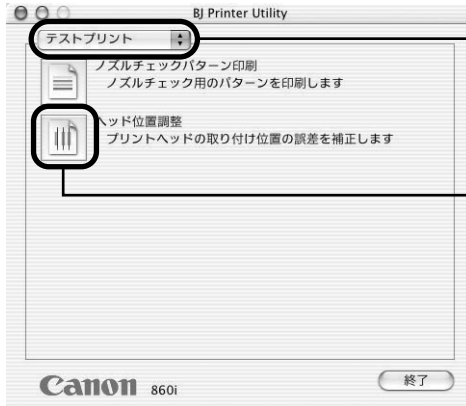 BJ Printer Utility
テストプリント
ノズルチェックパターン印刷
ノズルチェック用のパターンを印刷します
ヘッド位置調整
プリントヘッドの取り付け位置の誤差を補正します
Canon 860i
終了